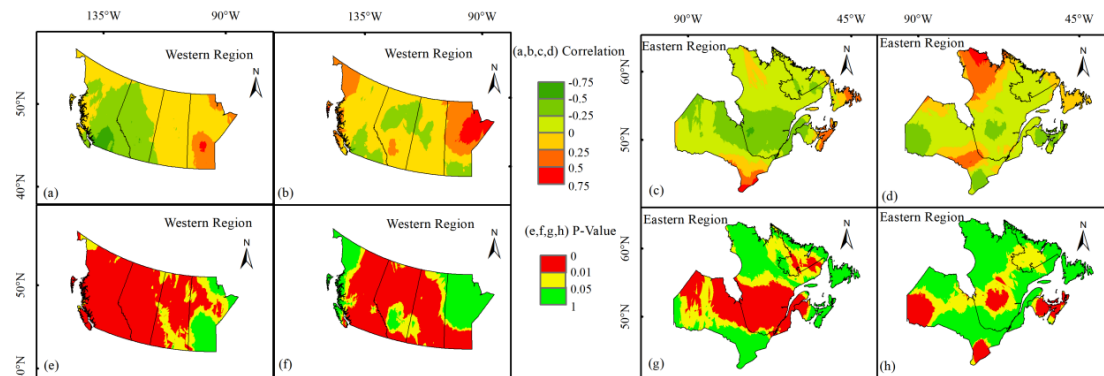 135°W 90°W
90°W 45°W
90°W 45°W
Western Region
N
50°N
40°N
(a)
Western Region
N
(b)
(a,b,c,d) Correlation
-0.75
-0.5
-0.25
0
0.25
0.5
0.75
Eastern Region
N
60°N
50°N
(c)
Eastern Region
N
(d)
Western Region
N
50°N
0°N
(e)
Western Region
N
(f)
(e,f,g,h) P-Value
0
0.01
0.05
1
Eastern Region
N
60°N
50°N
(g)
Eastern Region
N
(h)